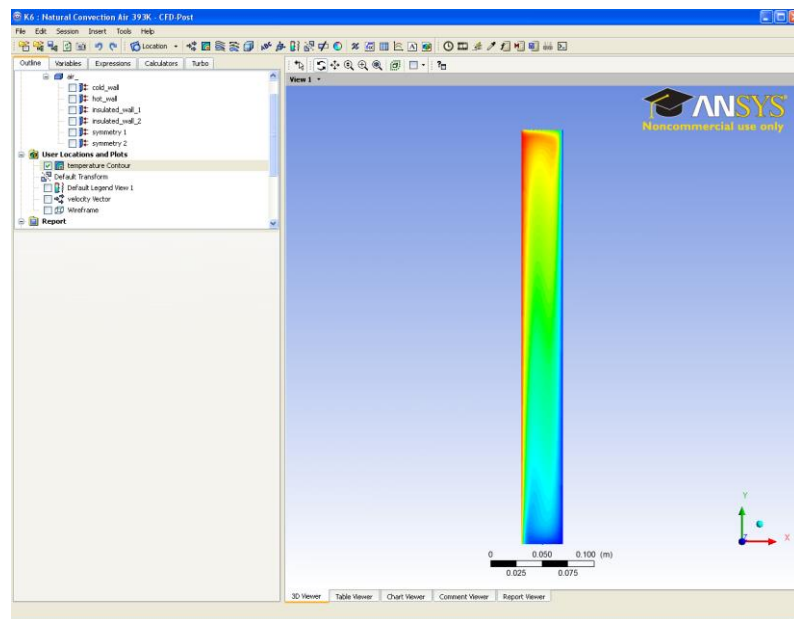 K6 : Natural Convection Air 393K - CFD-Post
File Edit Session Insert Tools Help
Location
Outline Variables Expressions Calculators Turbo
air_
cold_wall
hot_wall
insulated_wall_1
insulated_wall_2
symmetry 1
symmetry 2
User Locations and Plots
temperature Contour
Default Transform
Default Legend View 1
velocity Vector
Wireframe
Report
View 1
ANSYS
Noncommercial use only
Y
X
Z
0 0.050 0.100 (m)
0.025 0.075
3D Viewer Table Viewer Chart Viewer Comment Viewer Report Viewer